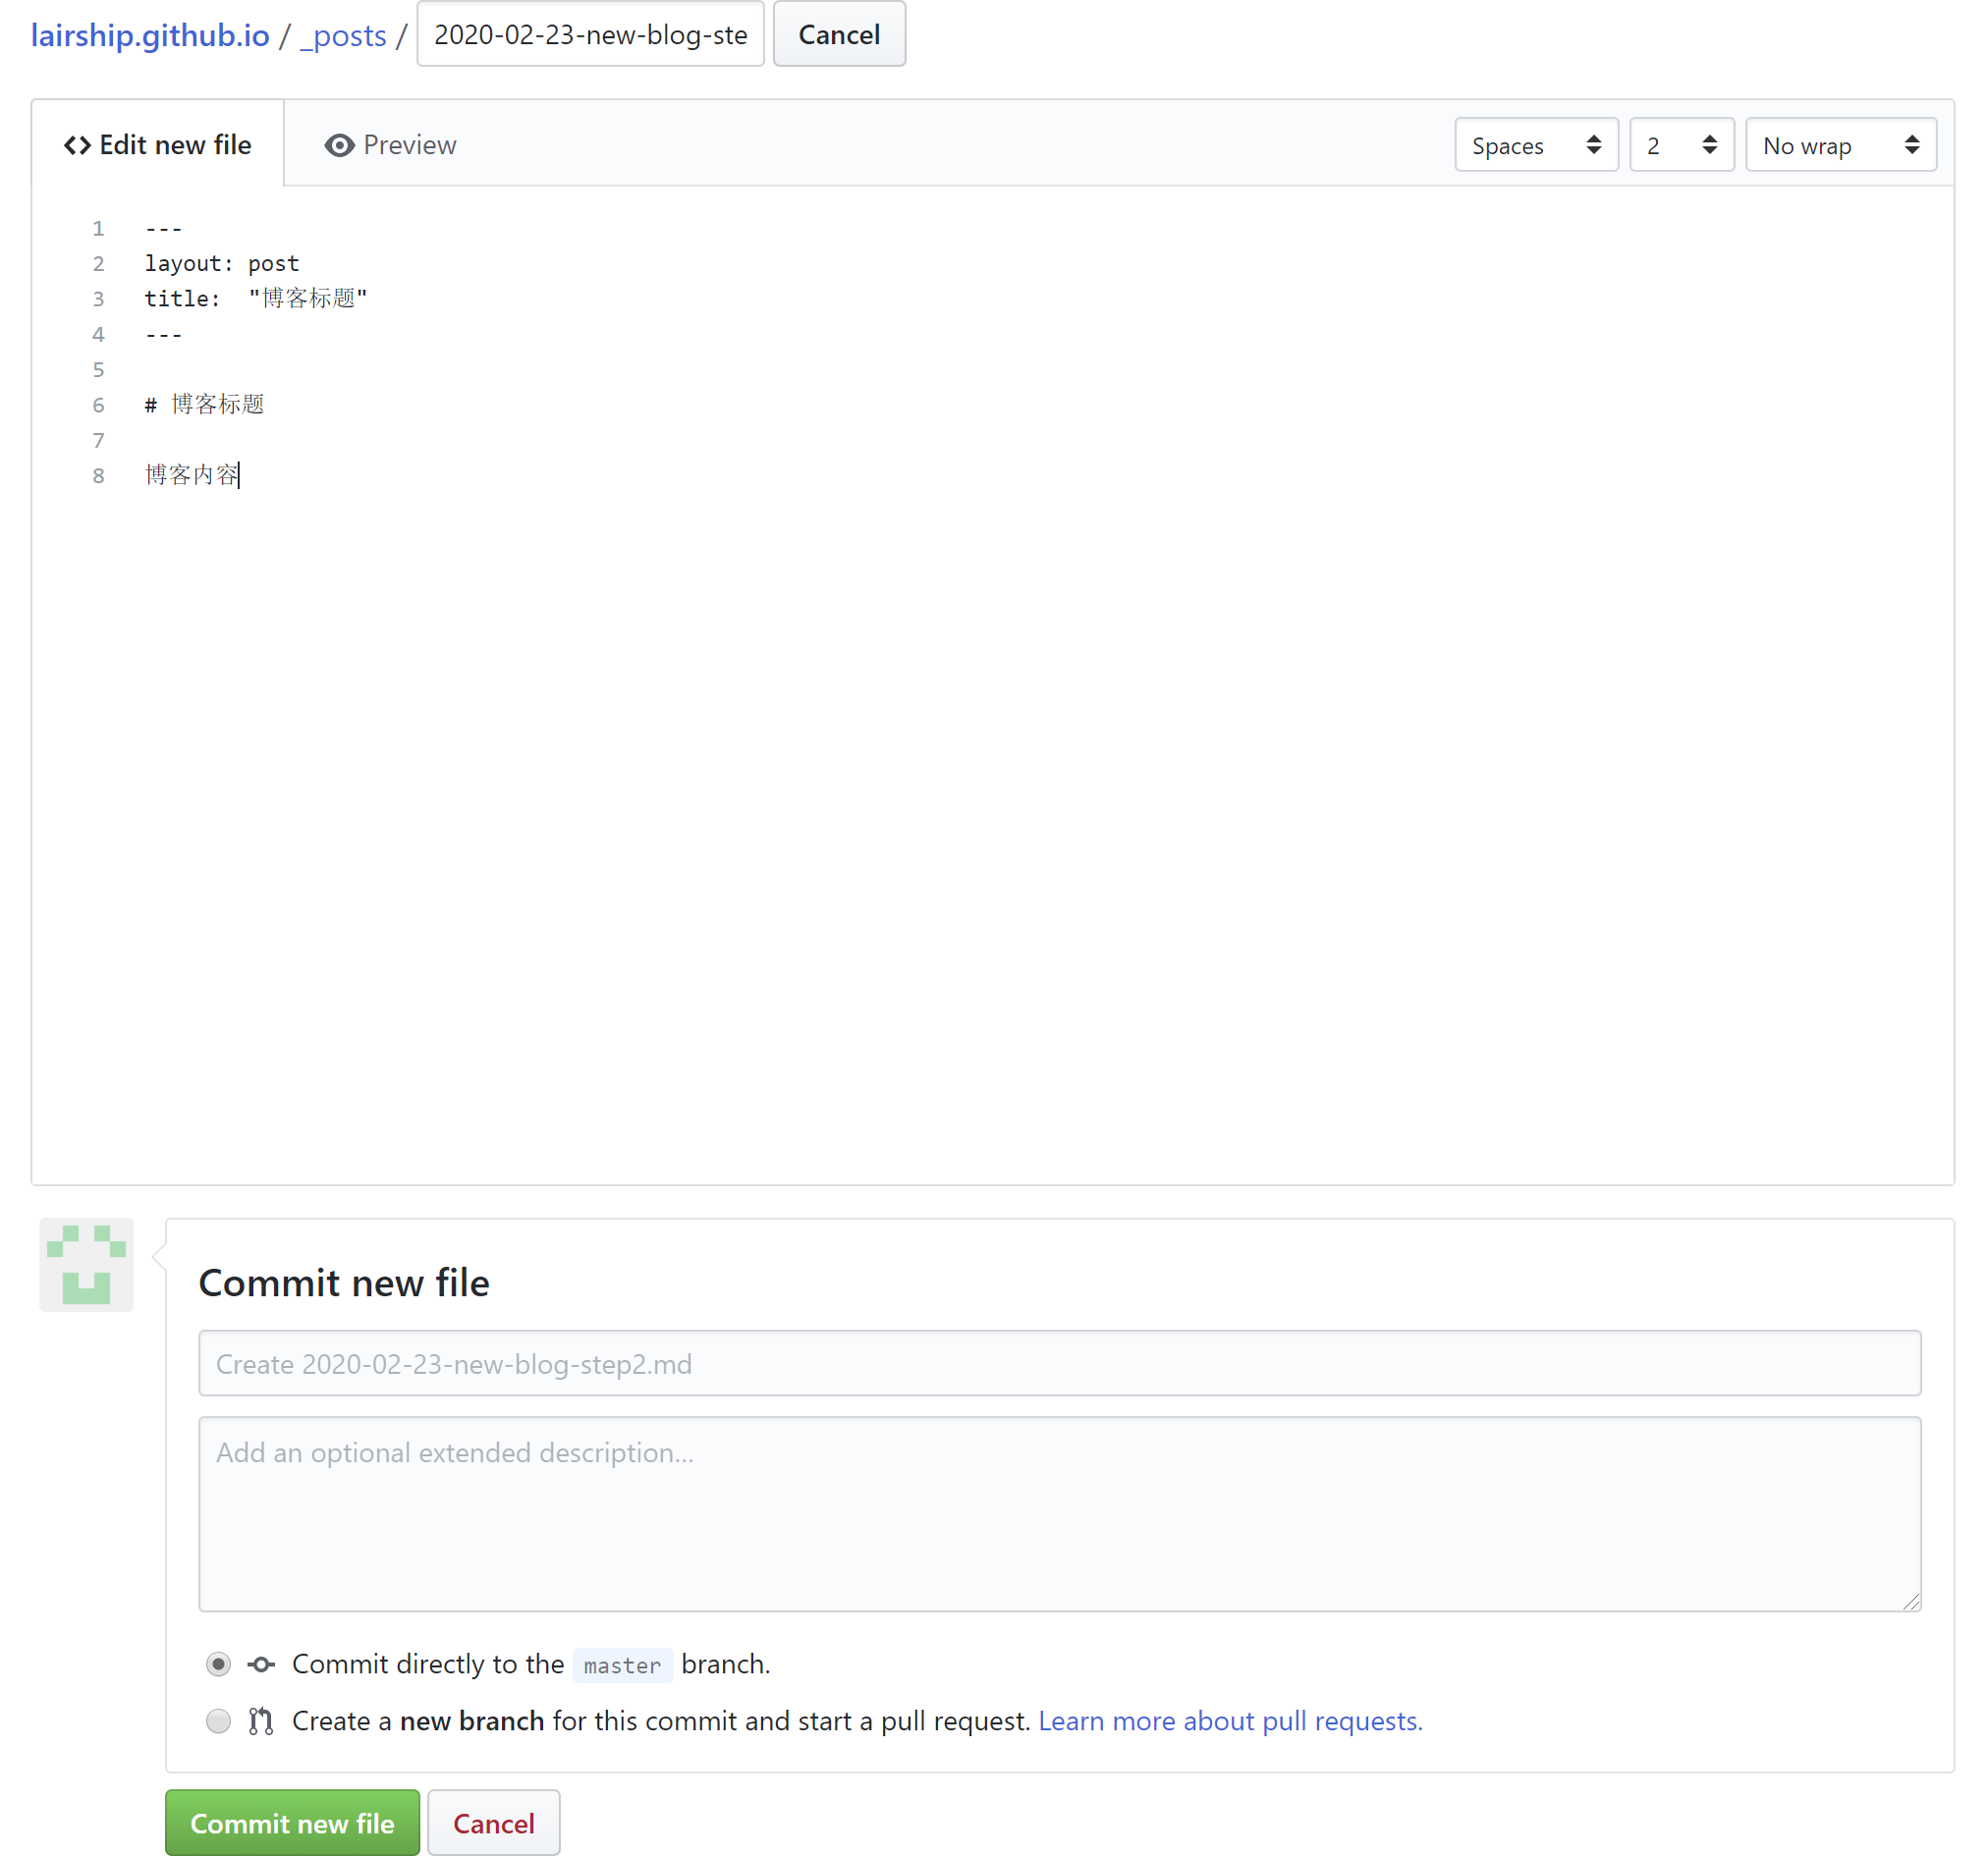 lairship.github.io / _posts / 2020-02-23-new-blog-ste Cancel
Edit new file Preview Spaces 2 No wrap
1 ---
2 layout: post
3 title:  "博客标题"
4 ---
5
6 # 博客标题
7
8 博客内容
Commit new file
Create 2020-02-23-new-blog-step2.md
Add an optional extended description...
Commit directly to the master branch.
Create a new branch for this commit and start a pull request. Learn more about pull requests.
Commit new file Cancel